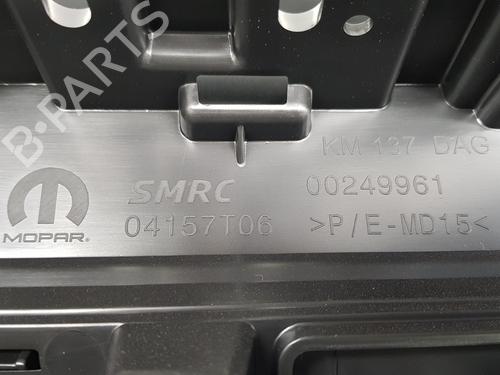 B-PARTS
KM 137 DAG
SMRC 00249961
MOPAR. 04157T06 >P/E-MD15<